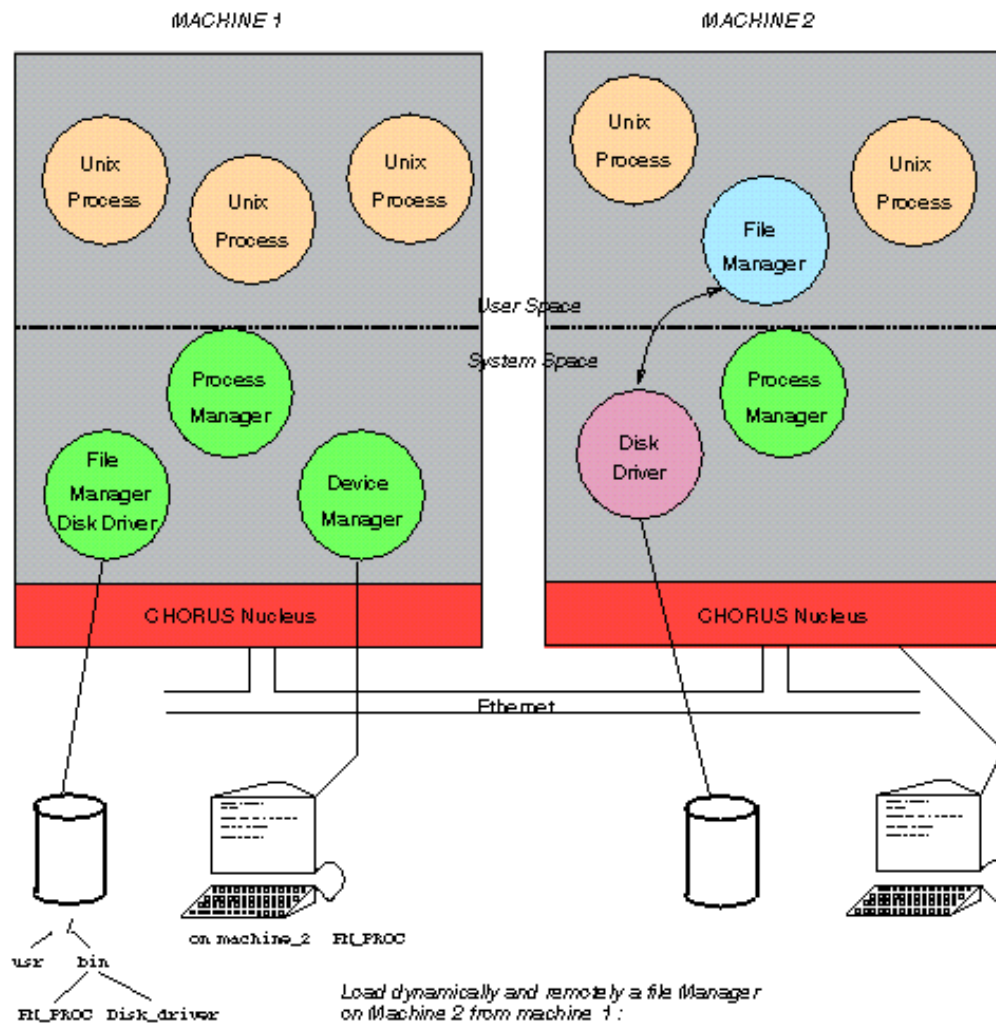 MACHINE 1
MACHINE 2
Unix
Process
Unix
Process
Unix
Process
Unix
Process
Unix
Process
File
Manager
User Space
System Space
Process
Manager
File
Manager
Disk Driver
Device
Manager
Process
Manager
Disk
Driver
CHORUS Nucleus
CHORUS Nucleus
Ethernet
/
usr bin
FM_PROC Disk_driver
on machine_2 FM_PROC
Load dynamically and remotely a file Manager
on Machine 2 from machine 1 :